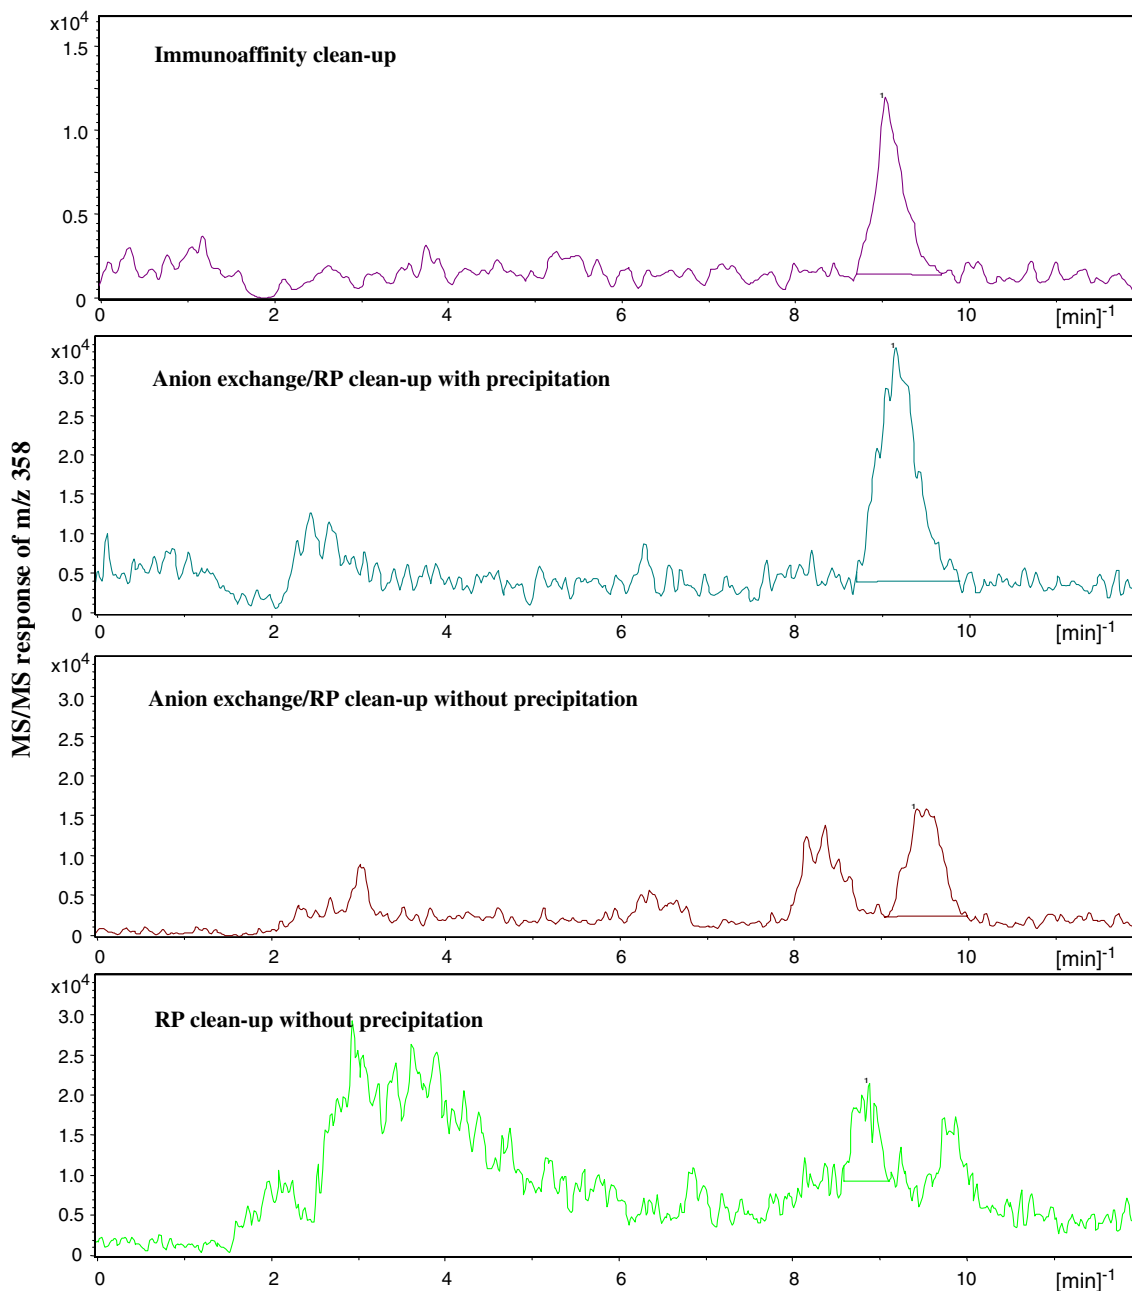 x10⁴
1.5
Immunoaffinity clean-up
1
1.0
0.5
0
0 2 4 6 8 10 [min]⁻¹
x10⁴
1
3.0
Anion exchange/RP clean-up with precipitation
2.5
2.0
1.5
1.0
0.5
0
0 2 4 6 8 10 [min]⁻¹
MS/MS response of m/z 358
x10⁴
3.0
Anion exchange/RP clean-up without precipitation
2.5
2.0
1.5
1
1.0
0.5
0
0 2 4 6 8 10 [min]⁻¹
x10⁴
3.0
RP clean-up without precipitation
2.5
1
2.0
1.5
1.0
0.5
0
0 2 4 6 8 10 [min]⁻¹